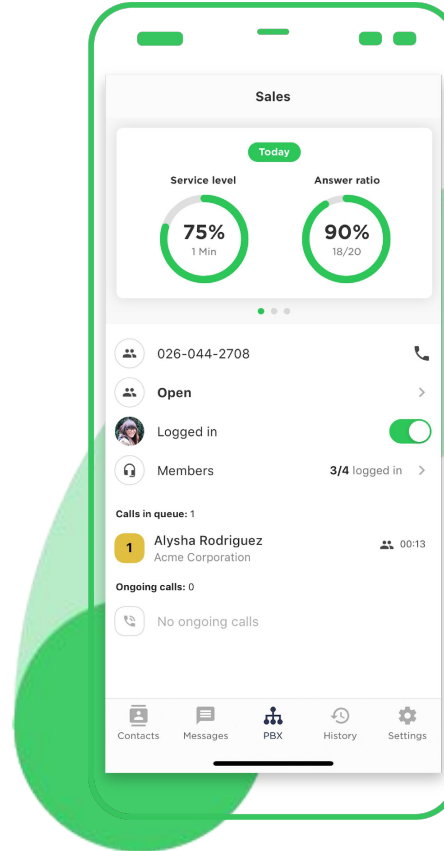 Sales
Today
Service level Answer ratio
75% 90%
1 Min 18/20
026-044-2708
Open
Logged in
Members 3/4 logged in
Calls in queue: 1
1 Alysha Rodriguez 00:13
Acme Corporation
Ongoing calls: 0
No ongoing calls
Contacts Messages PBX History Settings